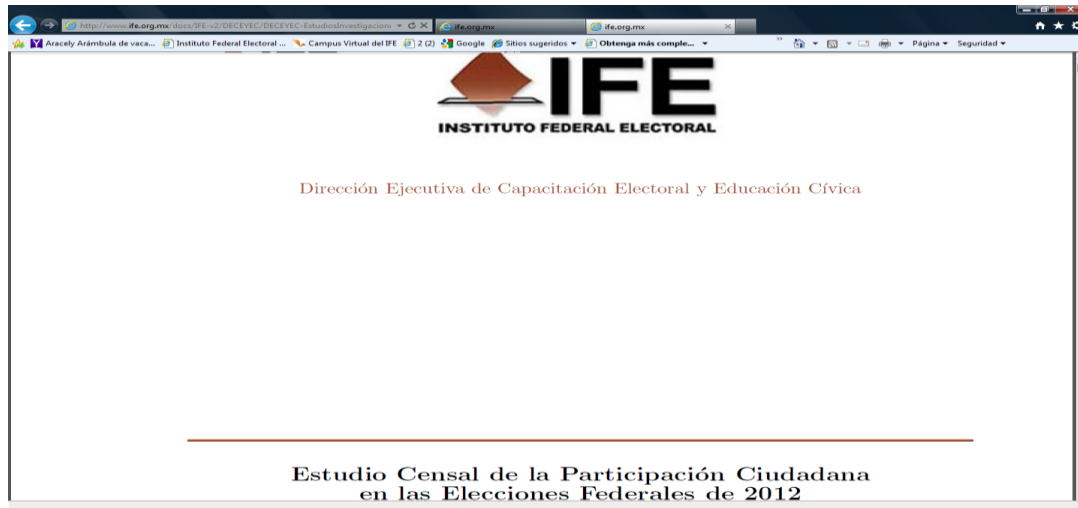 http://www.ife.org.mx/docs/IFE-v2/DECEYEC/DECEYEC-EstudiosInvestigacion
ife.org.mx
ife.org.mx
Aracely Arámbula de vaca...
Instituto Federal Electoral ...
Campus Virtual del IFE
2 (2)
Google
Sitios sugeridos
Obtenga más comple...
Página
Seguridad
IFE
INSTITUTO FEDERAL ELECTORAL
Dirección Ejecutiva de Capacitación Electoral y Educación Cívica
Estudio Censal de la Participación Ciudadana
en las Elecciones Federales de 2012